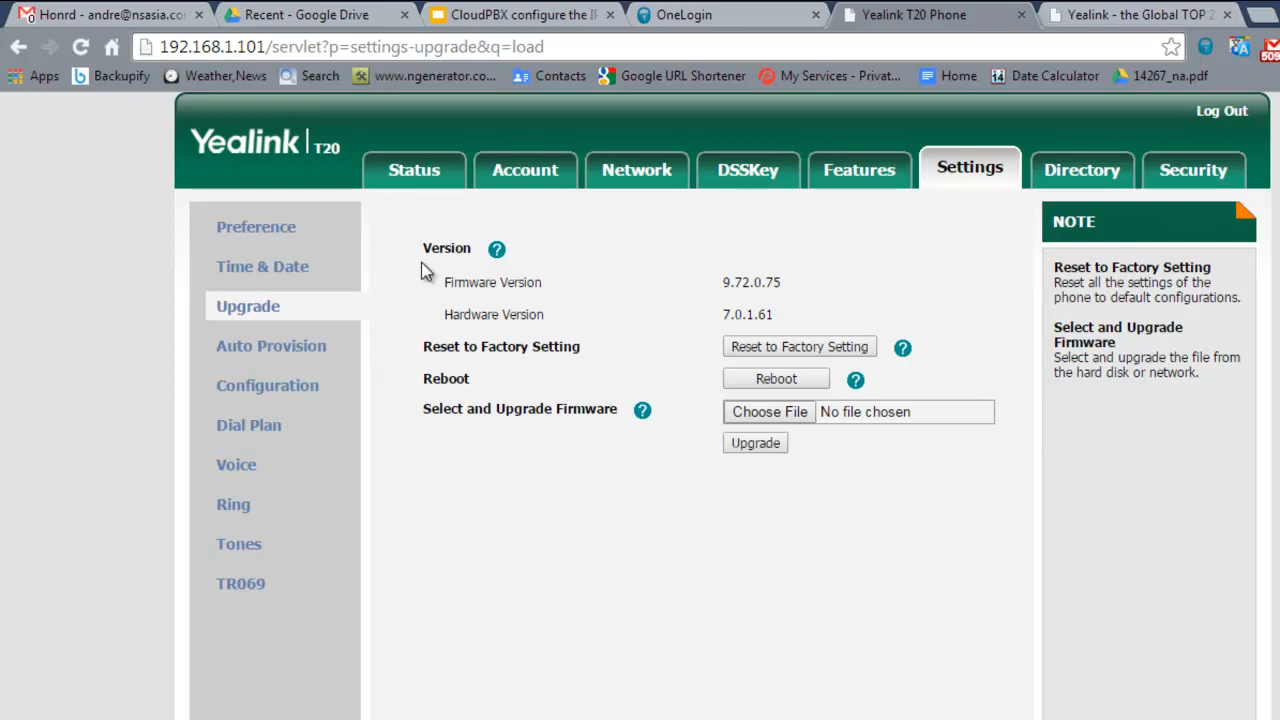 Honrd - andre@nsasia.co
Recent - Google Drive
CloudPBX configure the I
OneLogin
Yealink T20 Phone
Yealink - the Global TOP 2
192.168.1.101/servlet?p=settings-upgrade&q=load
Apps
Backupify
Weather,News
Search
www.ngenerator.co...
Contacts
Google URL Shortener
My Services - Privat...
Home
14 Date Calculator
14267_na.pdf
509
Log Out
Yealink | T20
Status
Account
Network
DSSKey
Features
Settings
Directory
Security
Preference
Time & Date
Upgrade
Auto Provision
Configuration
Dial Plan
Voice
Ring
Tones
TR069
Version ?
Firmware Version 9.72.0.75
Hardware Version 7.0.1.61
Reset to Factory Setting Reset to Factory Setting ?
Reboot Reboot ?
Select and Upgrade Firmware ? Choose File No file chosen
Upgrade
NOTE
Reset to Factory Setting
Reset all the settings of the
phone to default configurations.
Select and Upgrade
Firmware
Select and upgrade the file from
the hard disk or network.